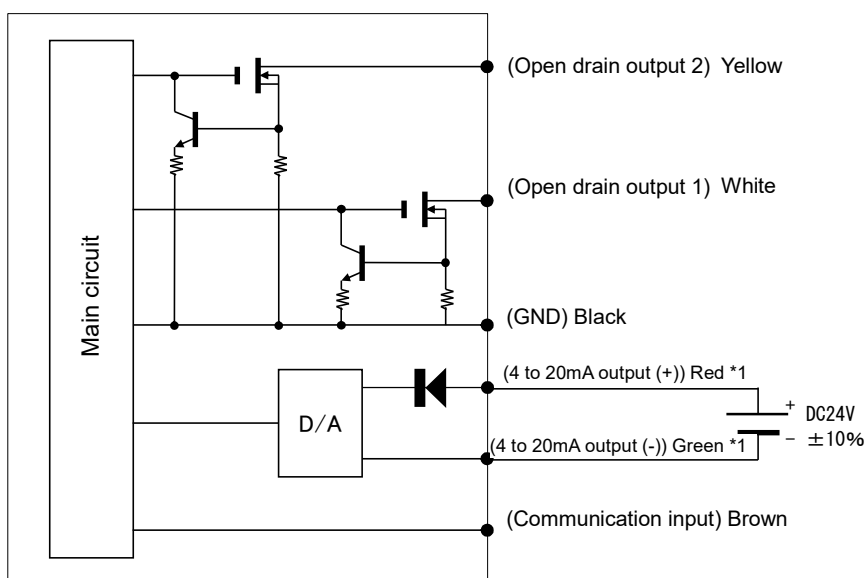 (Open drain output 2) Yellow
(Open drain output 1) White
Main circuit
(GND) Black
(4 to 20mA output (+)) Red *1
D/A
+
DC24V
− ±10%
(4 to 20mA output (-)) Green *1
(Communication input) Brown